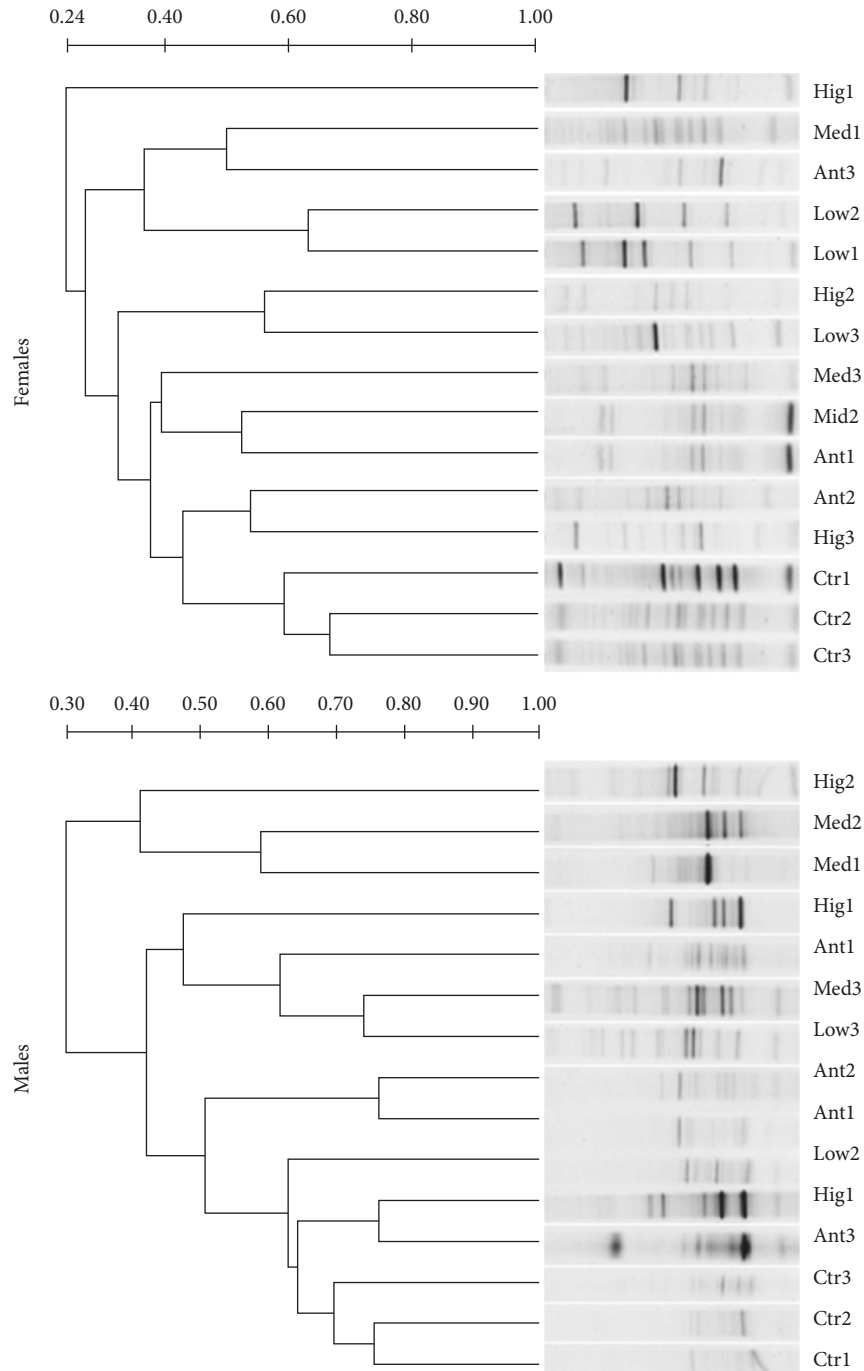 0.24 0.40 0.60 0.80 1.00
Hig1
Med1
Ant3
Low2
Low1
Hig2
Low3
Med3
Mid2
Ant1
Ant2
Hig3
Ctr1
Ctr2
Ctr3
Females
0.30 0.40 0.50 0.60 0.70 0.80 0.90 1.00
Hig2
Med2
Med1
Hig1
Ant1
Med3
Low3
Ant2
Ant1
Low2
Hig1
Ant3
Ctr3
Ctr2
Ctr1
Males